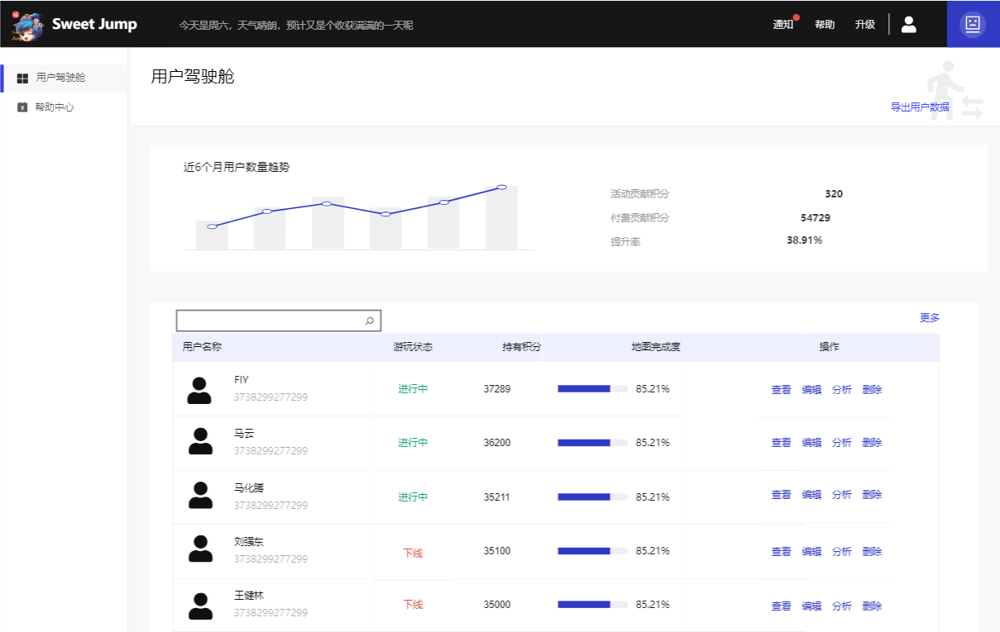 Sweet Jump
今天是周六，天气晴朗，预计又是个收获满满的一天呢
通知
帮助
升级
用户驾驶舱
帮助中心
用户驾驶舱
导出用户数据
近6个月用户数量趋势
活动贡献积分 320
付费贡献积分 54729
提升率 38.91%
更多
用户名称 游玩状态 持有积分 地图完成度 操作
FIY
3738299277299
进行中 37289 85.21% 查看 编辑 分析 删除
马云
3738299277299
进行中 36200 85.21% 查看 编辑 分析 删除
马化腾
3738299277299
进行中 35211 85.21% 查看 编辑 分析 删除
刘强东
3738299277299
下线 35100 85.21% 查看 编辑 分析 删除
王健林
3738299277299
下线 35000 85.21% 查看 编辑 分析 删除